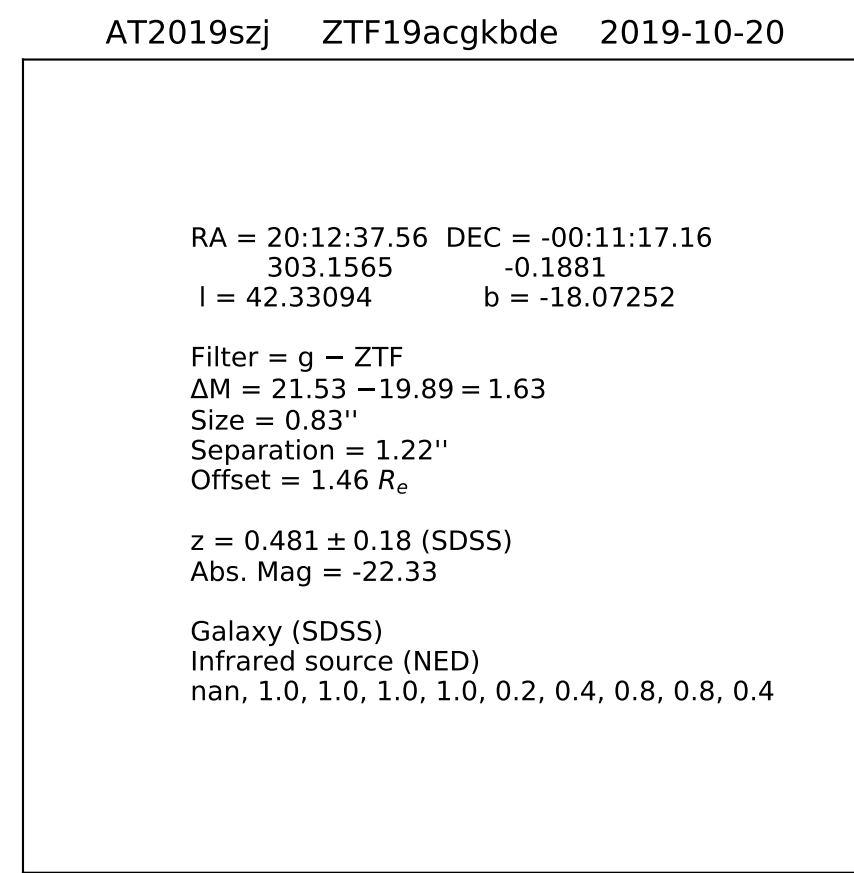 AT2019szj ZTF19acgkbde 2019-10-20
RA = 20:12:37.56 DEC = -00:11:17.16
303.1565 -0.1881
l = 42.33094 b = -18.07252
Filter = g − ZTF
ΔM = 21.53 −19.89 = 1.63
Size = 0.83''
Separation = 1.22''
Offset = 1.46 Rₑ
z = 0.481 ± 0.18 (SDSS)
Abs. Mag = -22.33
Galaxy (SDSS)
Infrared source (NED)
nan, 1.0, 1.0, 1.0, 1.0, 0.2, 0.4, 0.8, 0.8, 0.4